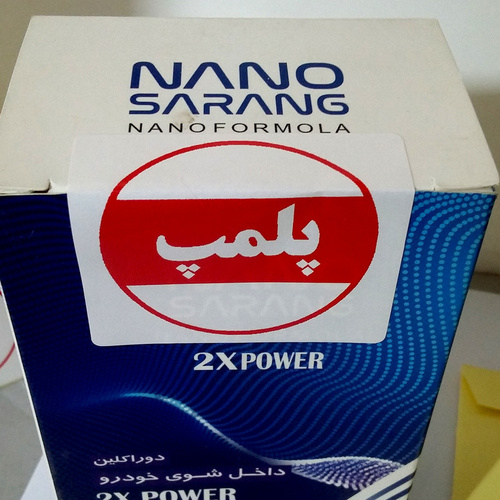 NANO
SARANG
NANOFORMOLA
پلمپ
SARANG
2XPOWER
دوراکلین
داخل شوی خودرو
2X POWER